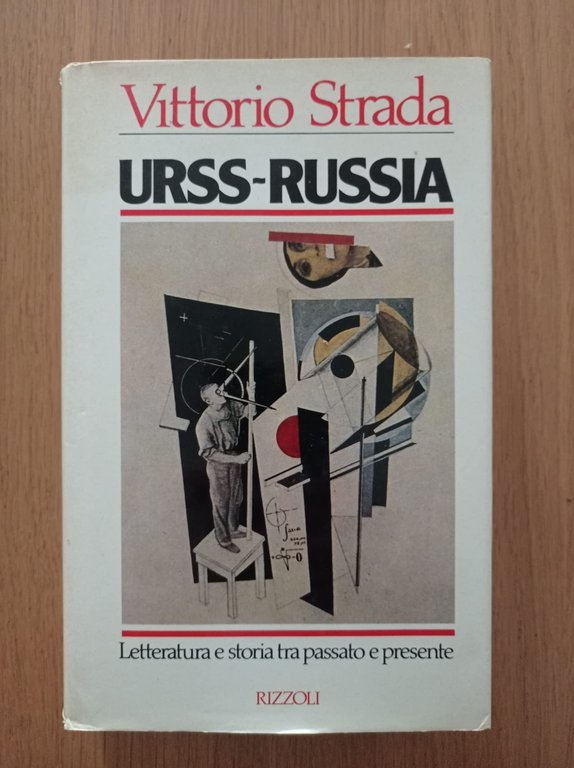 Vittorio Strada
URSS-RUSSIA
Letteratura e storia tra passato e presente
RIZZOLI